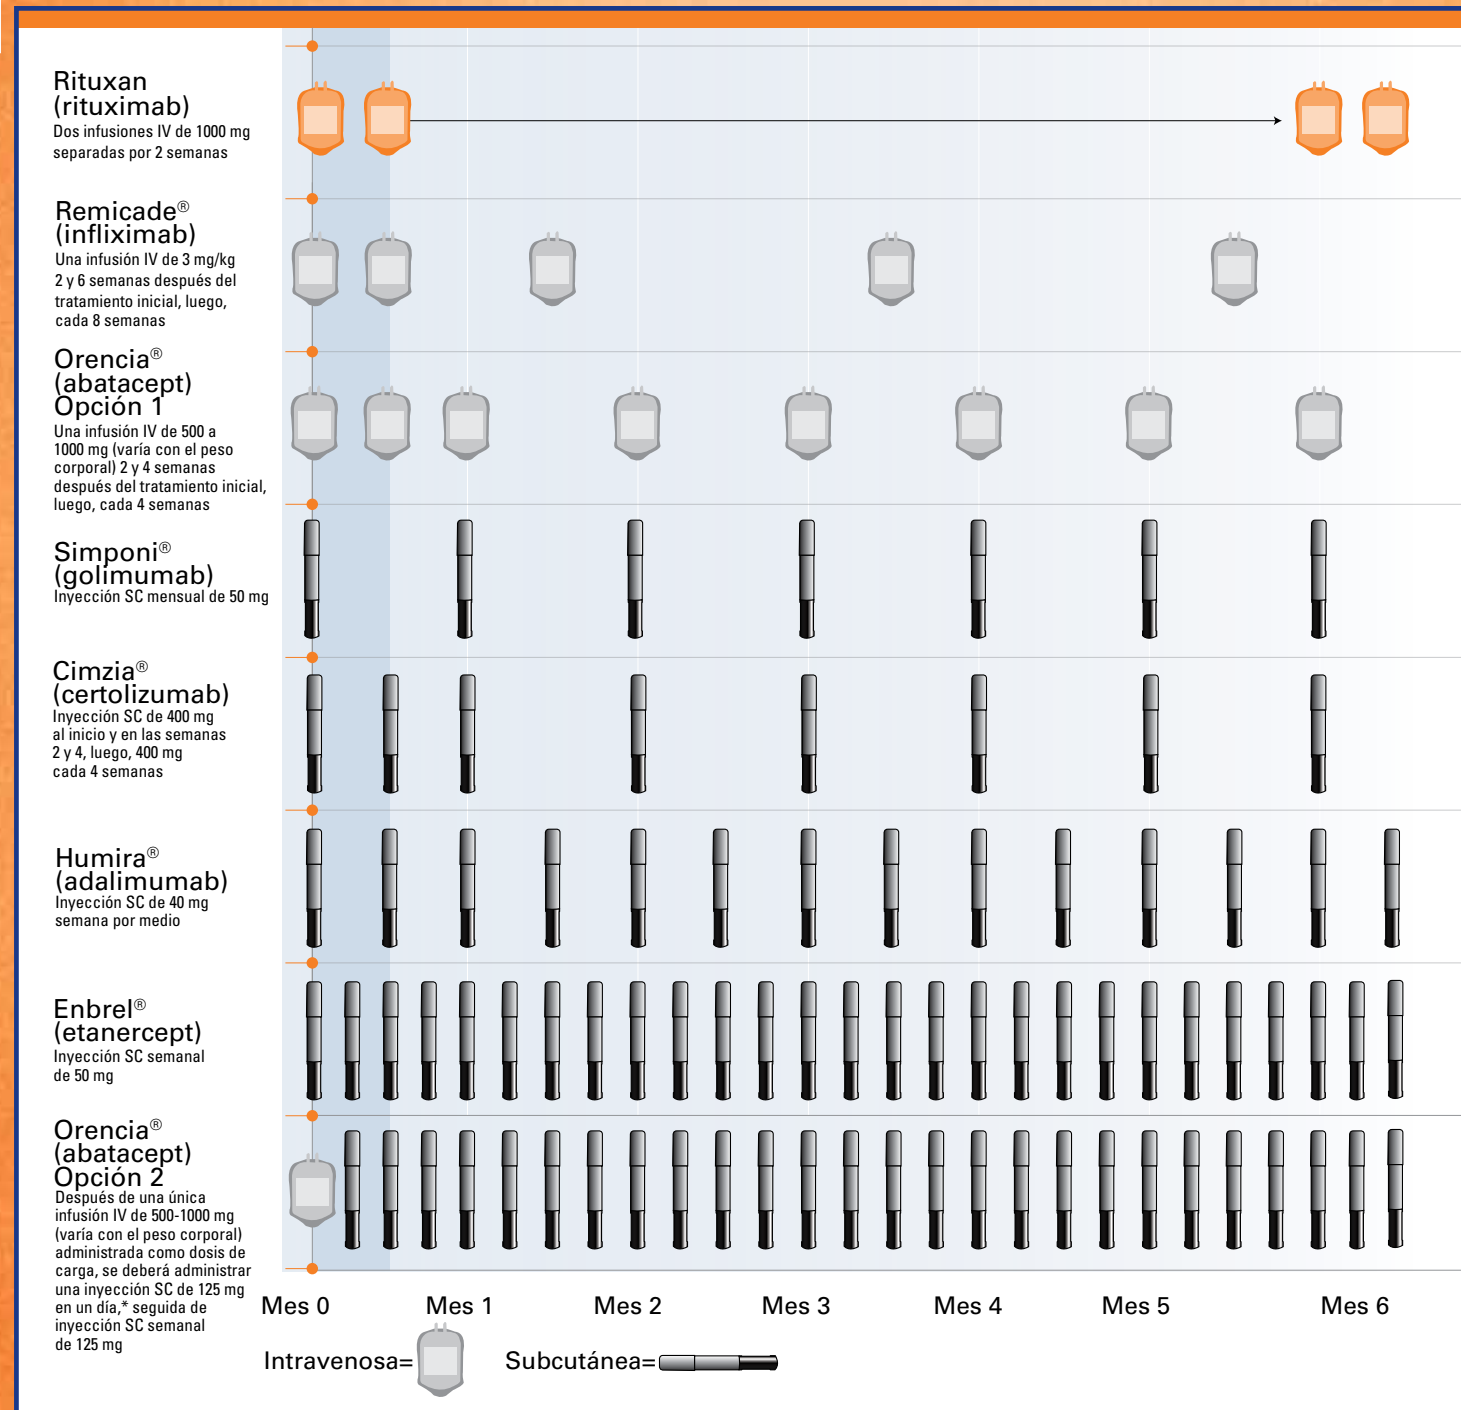 Rituxan
(rituximab)
Dos infusiones IV de 1000 mg
separadas por 2 semanas
Remicade®
(infliximab)
Una infusión IV de 3 mg/kg
2 y 6 semanas después del
tratamiento inicial, luego,
cada 8 semanas
Orencia®
(abatacept)
Opción 1
Una infusión IV de 500 a
1000 mg (varía con el peso
corporal) 2 y 4 semanas
después del tratamiento inicial,
luego, cada 4 semanas
Simponi®
(golimumab)
Inyección SC mensual de 50 mg
Cimzia®
(certolizumab)
Inyección SC de 400 mg
al inicio y en las semanas
2 y 4, luego, 400 mg
cada 4 semanas
Humira®
(adalimumab)
Inyección SC de 40 mg
semana por medio
Enbrel®
(etanercept)
Inyección SC semanal
de 50 mg
Orencia®
(abatacept)
Opción 2
Después de una única
infusión IV de 500-1000 mg
(varía con el peso corporal)
administrada como dosis de
carga, se deberá administrar
una inyección SC de 125 mg
en un día,* seguida de
inyección SC semanal
de 125 mg
Mes 0 Mes 1 Mes 2 Mes 3 Mes 4 Mes 5 Mes 6
Intravenosa= Subcutánea=